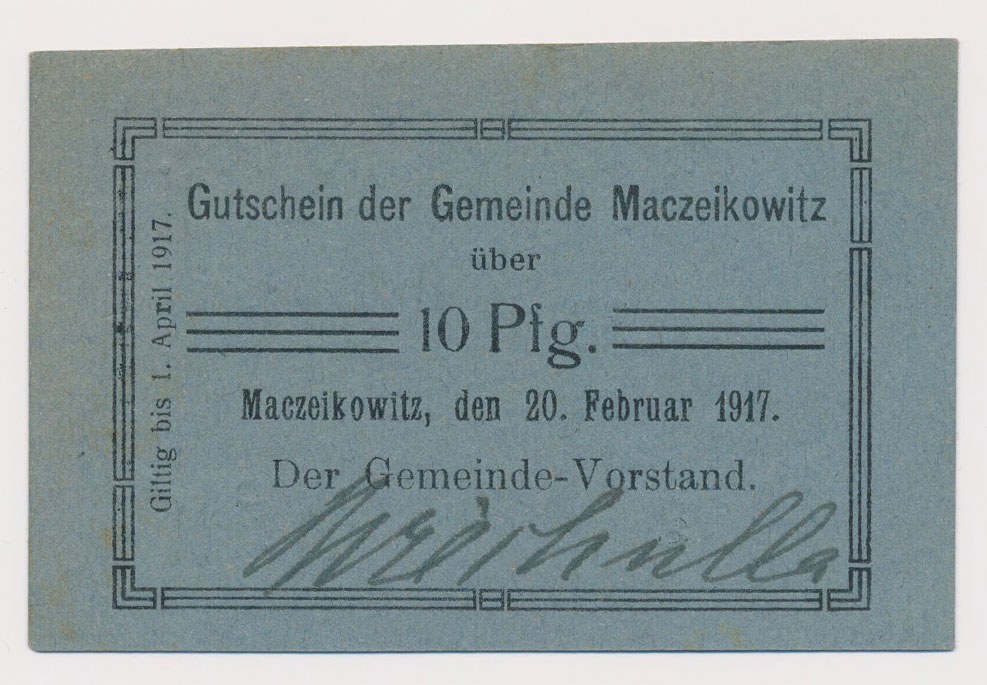 Gutschein der Gemeinde Maczeikowitz
über
10 Pfg.
Maczeikowitz, den 20. Februar 1917.
Der Gemeinde-Vorstand.
Giltig bis 1. April 1917.